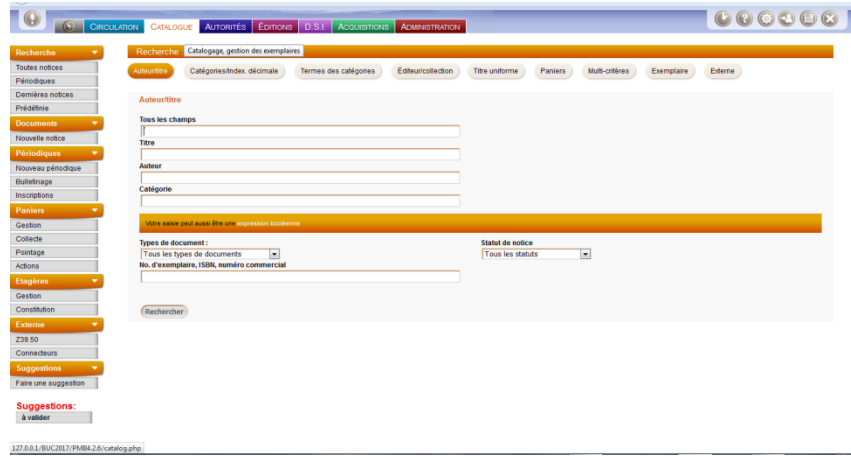 CIRCULATION CATALOGUE AUTORITÉS ÉDITIONS D.S.I. ACQUISITIONS ADMINISTRATION
Recherche
Toutes notices
Périodiques
Dernières notices
Prédéfinie
Documents
Nouvelle notice
Périodiques
Nouveau périodique
Bulletinage
Inscriptions
Paniers
Gestion
Collecte
Pointage
Actions
Etagères
Gestion
Constitution
Externe
Z39.50
Connecteurs
Suggestions
Faire une suggestion
Suggestions:
à valider
Recherche Catalogage, gestion des exemplaires
Auteur/titre Catégories/Index. décimale Termes des catégories Éditeur/collection Titre uniforme Paniers Multi-critères Exemplaire Externe
Auteur/titre
Tous les champs
Titre
Auteur
Catégorie
Votre saisie peut aussi être une expression booléenne.
Types de document : Statut de notice
Tous les types de documents Tous les statuts
No. d'exemplaire, ISBN, numéro commercial
Rechercher
127.0.0.1/BUC2017/PMB4.2.6/catalog.php